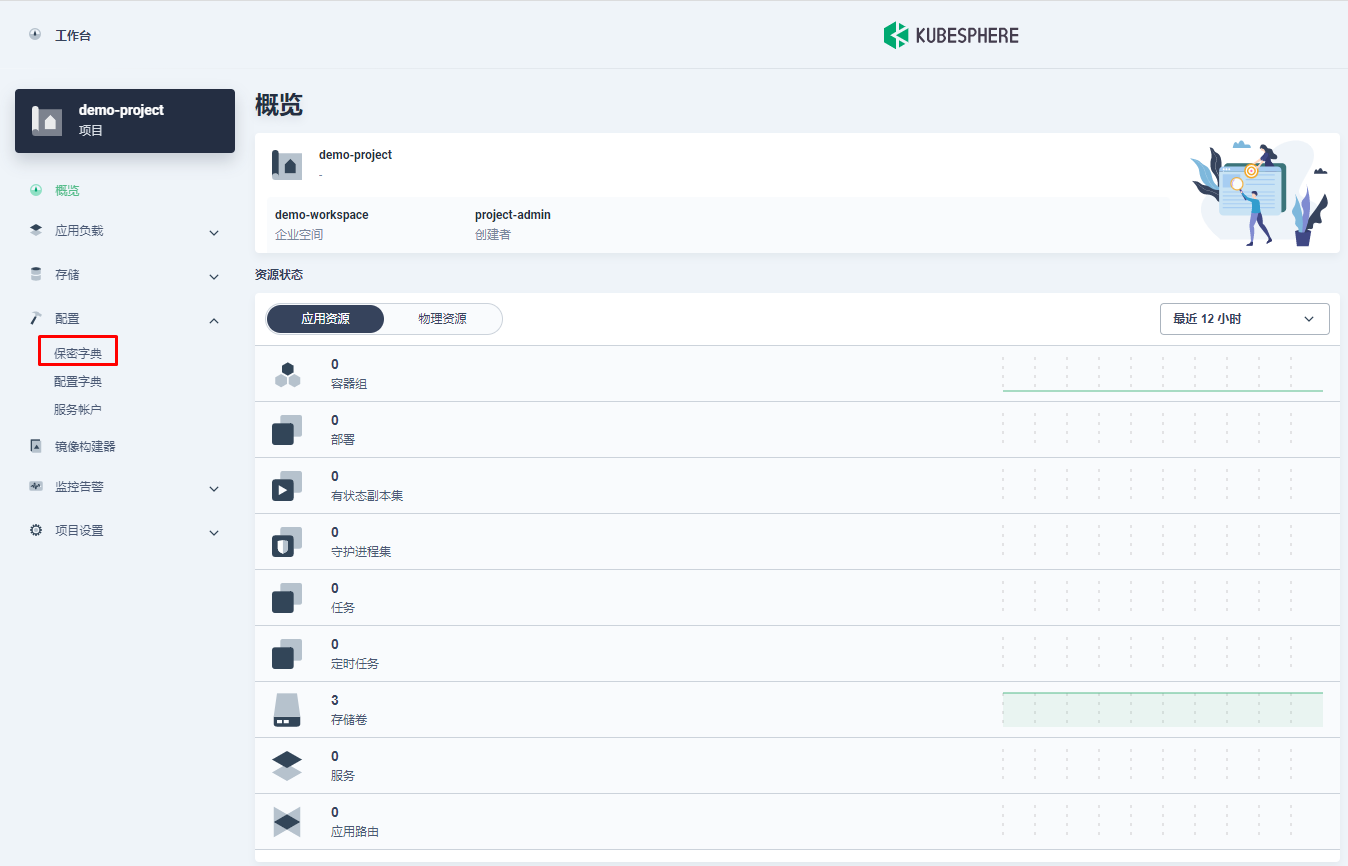 工作台
KUBESPHERE
demo-project
项目
概览
应用负载
存储
配置
保密字典
配置字典
服务帐户
镜像构建器
监控告警
项目设置
概览
demo-project
-
demo-workspace
企业空间
project-admin
创建者
资源状态
应用资源
物理资源
最近 12 小时
0
容器组
0
部署
0
有状态副本集
0
守护进程集
0
任务
0
定时任务
3
存储卷
0
服务
0
应用路由